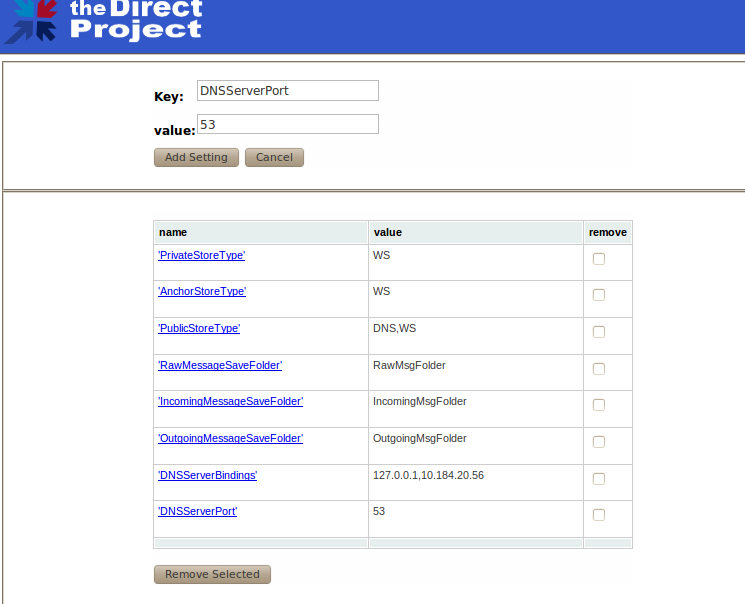 the Direct
Project
Key: DNSServerPort
value: 53
Add Setting Cancel
name value remove
'PrivateStoreType' WS
'AnchorStoreType' WS
'PublicStoreType' DNS,WS
'RawMessageSaveFolder' RawMsgFolder
'IncomingMessageSaveFolder' IncomingMsgFolder
'OutgoingMessageSaveFolder' OutgoingMsgFolder
'DNSServerBindings' 127.0.0.1,10.184.20.56
'DNSServerPort' 53
Remove Selected